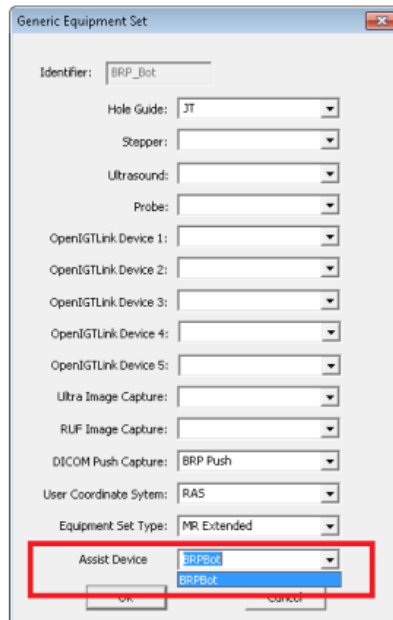 Generic Equipment Set
Identifier: BRP_Bot
Hole Guide: JT
Stepper:
Ultrasound:
Probe:
OpenIGTLink Device 1:
OpenIGTLink Device 2:
OpenIGTLink Device 3:
OpenIGTLink Device 4:
OpenIGTLink Device 5:
Ultra Image Capture:
RUF Image Capture:
DICOM Push Capture: BRP Push
User Coordinate Sytem: RAS
Equipment Set Type: MR Extended
Assist Device BRPBot
BRPBot
OK Cancel